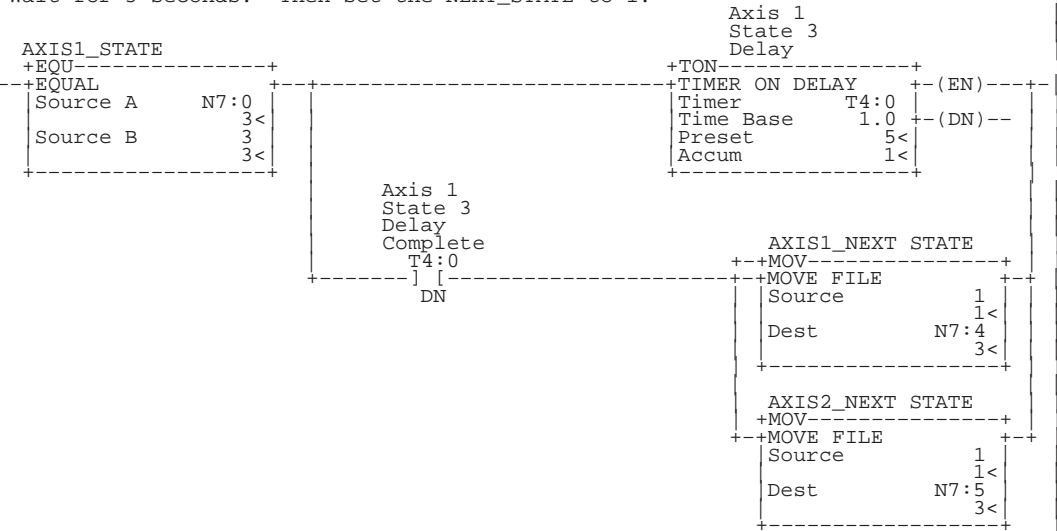 wait for 5 seconds. Then set the NEXT_STATE to 1.
Axis 1
State 3
Delay
AXIS1_STATE
+EQU---------------+ +TON---------------+
--+EQUAL +--+--------------------------+TIMER ON DELAY +-(EN)---+-
Source A N7:0 Timer T4:0
3< Time Base 1.0 +-(DN)--
Source B 3 Preset 5<
3< Accum 1<
+------------------+ +------------------+
Axis 1
State 3
Delay
Complete AXIS1_NEXT STATE
T4:0 +-+MOV---------------+
+-------] [---------------------+-+MOVE FILE +-+
DN Source 1
1<
Dest N7:4
3<
+------------------+
AXIS2_NEXT STATE
+MOV---------------+
+-+MOVE FILE +-+
Source 1
1<
Dest N7:5
3<
+------------------+